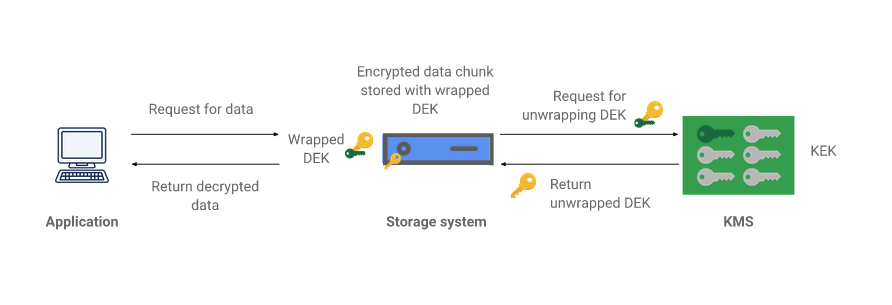 Encrypted data chunk
stored with wrapped
DEK
Request for data
Request for
unwrapping DEK
Wrapped
DEK
KEK
Return decrypted
data
Return
unwrapped DEK
Application
Storage system
KMS